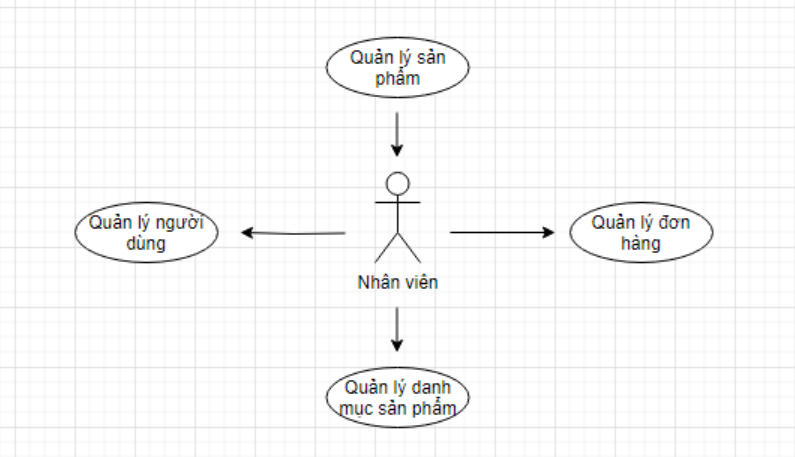 Quản lý sản
phẩm
Quản lý người
dùng
Quản lý đơn
hàng
Nhân viên
Quản lý danh
mục sản phẩm